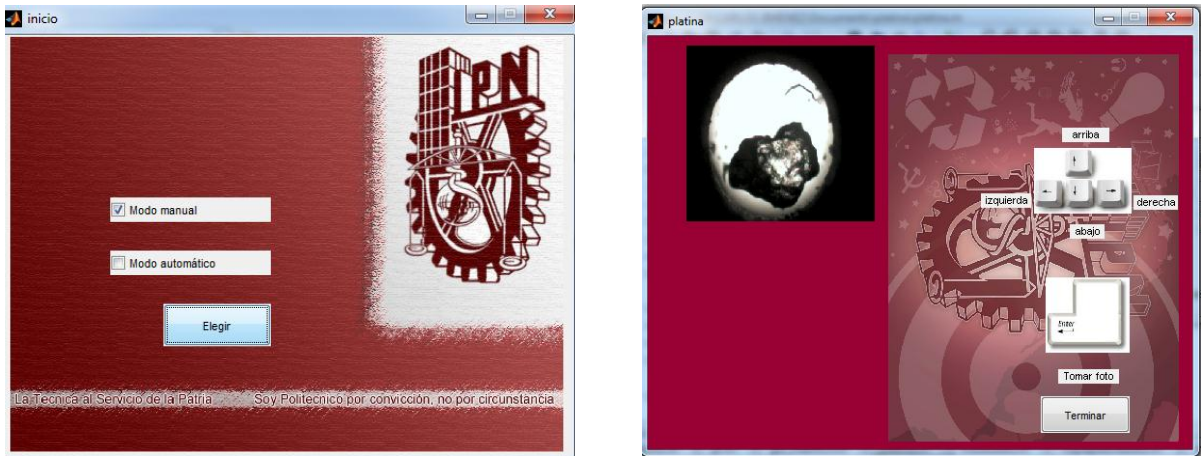 inicio
IPN
Modo manual
Modo automático
Elegir
La Tecnica al Servicio de la Patria
Soy Politecnico por convicción, no por circunstancia
platina
arriba
izquierda
derecha
abajo
Enter
Tomar foto
Terminar